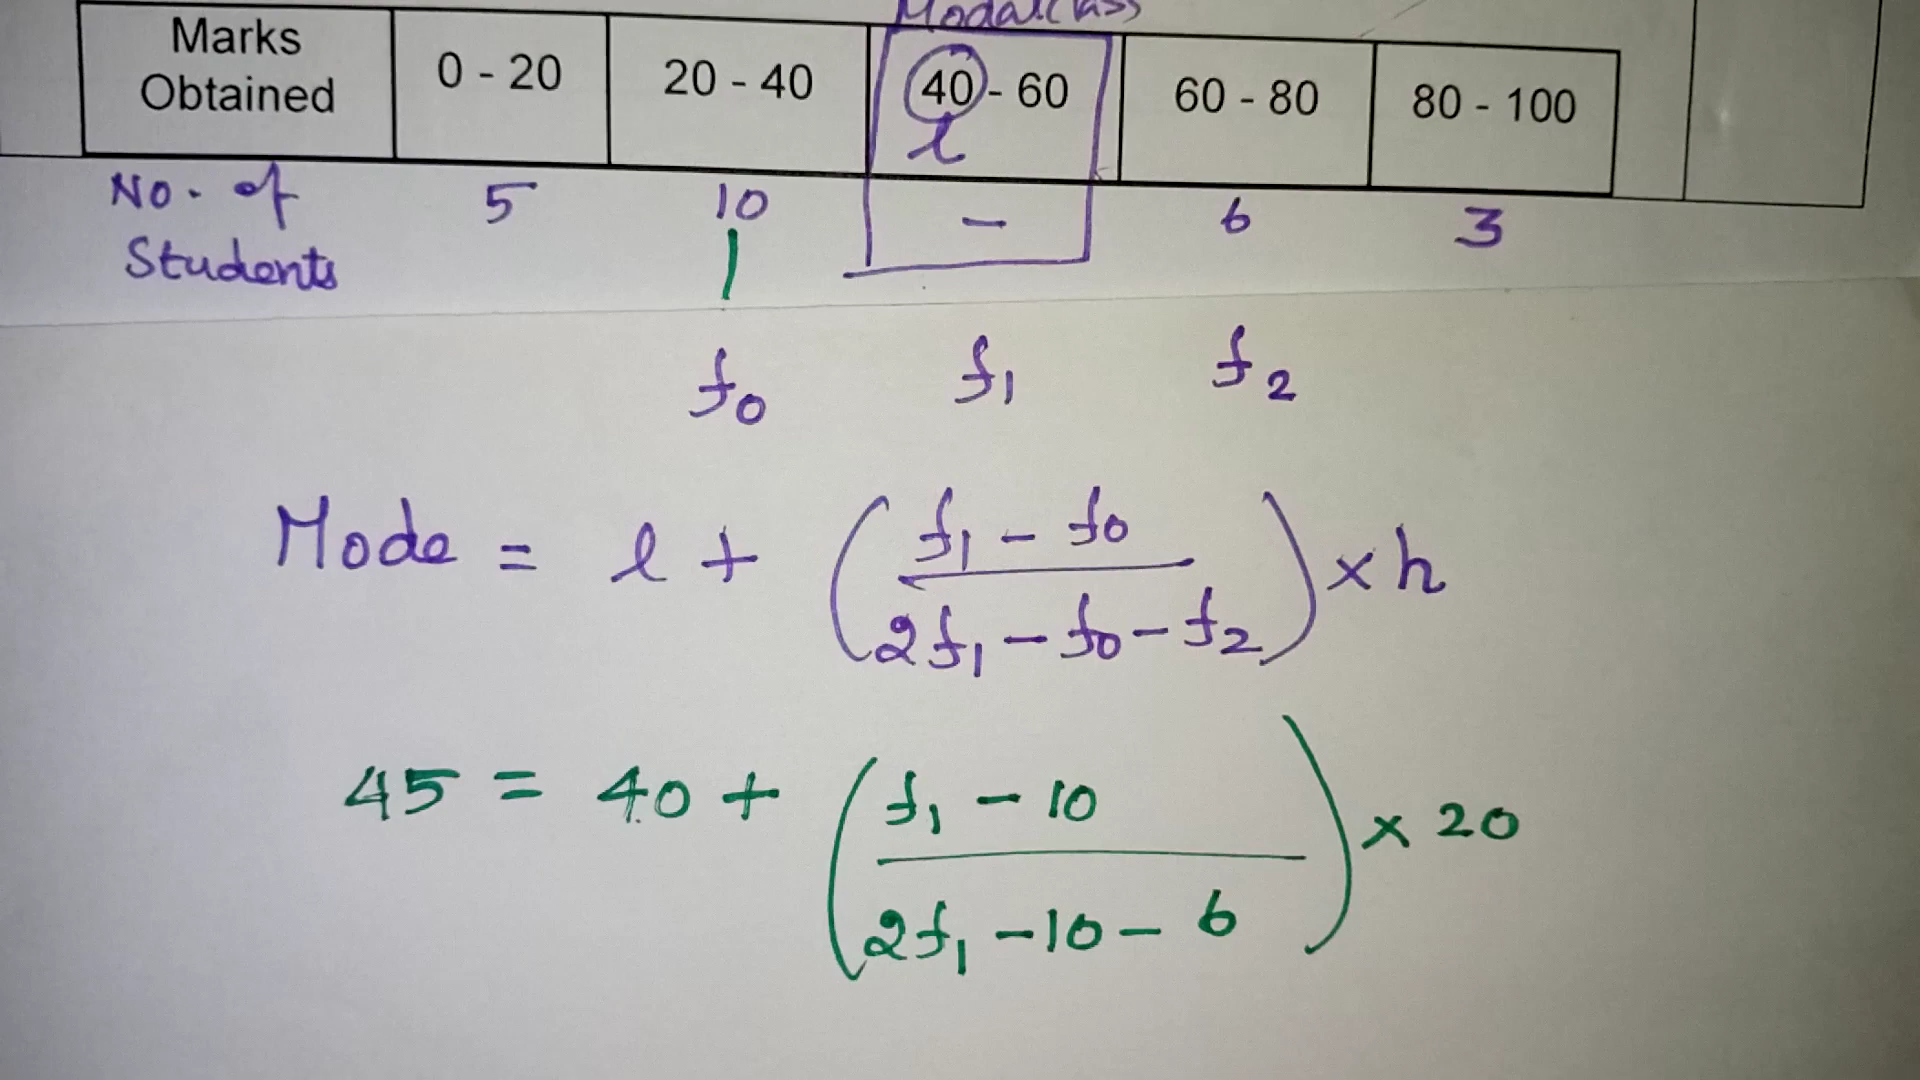 Modal class
Marks Obtained 0 - 20 20 - 40 40 - 60 60 - 80 80 - 100
l
No. of Students 5 10 - 6 3
f0 f1 f2
Mode = l + ( f1 - f0 / 2f1 - f0 - f2 ) × h
45 = 40 + ( f1 - 10 / 2f1 - 10 - 6 ) × 20